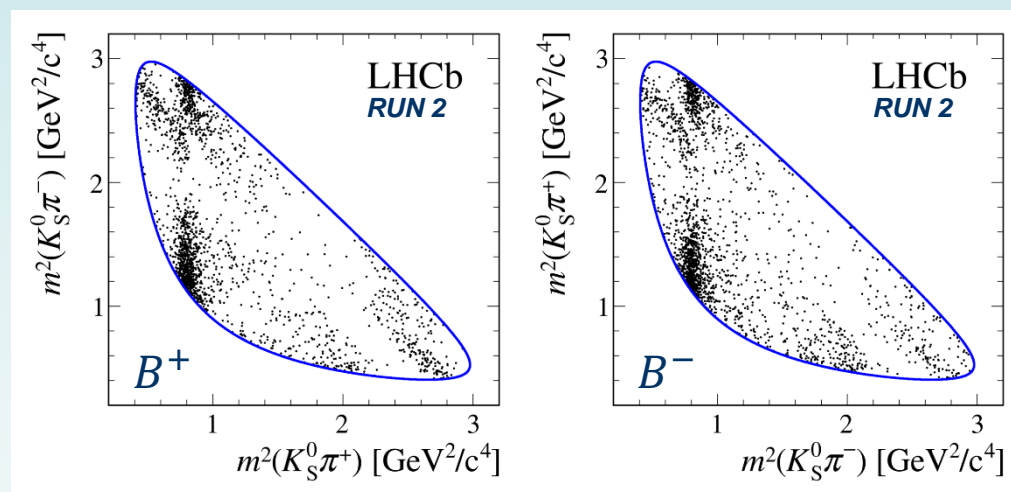 m²(K⁰_Sπ⁻) [GeV²/c⁴]
3
2
1
LHCb
RUN 2
B⁺
1 2 3
m²(K⁰_Sπ⁺) [GeV²/c⁴]
m²(K⁰_Sπ⁺) [GeV²/c⁴]
3
2
1
LHCb
RUN 2
B⁻
1 2 3
m²(K⁰_Sπ⁻) [GeV²/c⁴]